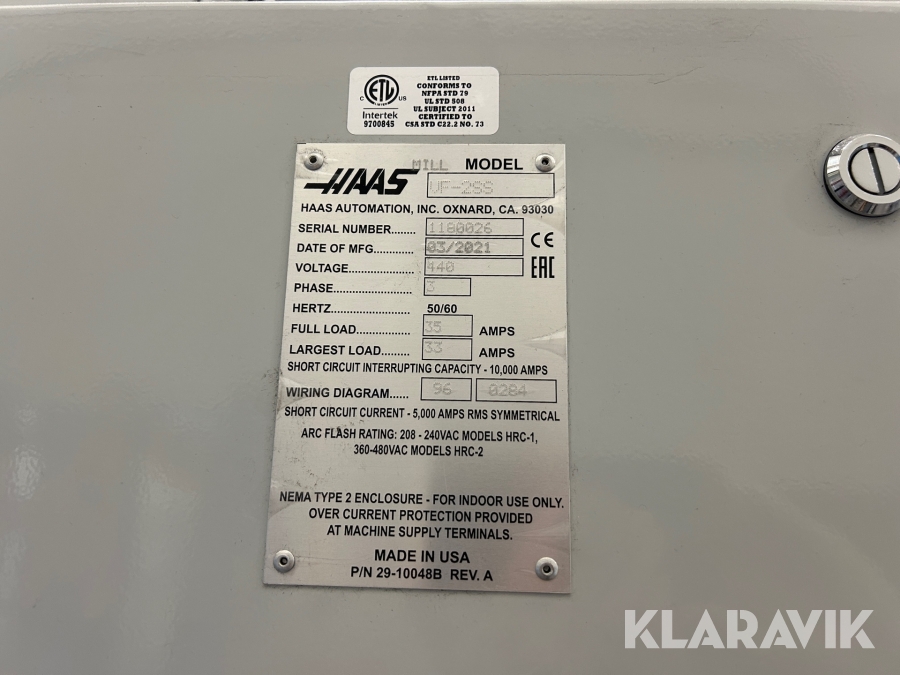 ETL LISTED
CONFORMS TO
NFPA STD 79
UL STD 508
UL SUBJECT 2011
CERTIFIED TO
CSA STD C22.2 NO. 73
C ETL US
Intertek
9700845
HAAS
MILL MODEL
VF-2SS
HAAS AUTOMATION, INC. OXNARD, CA. 93030
SERIAL NUMBER........ 1180026
DATE OF MFG............ 03/2021 CE
VOLTAGE................... 440 EAC
PHASE....................... 3
HERTZ........................ 50/60
FULL LOAD................ 35 AMPS
LARGEST LOAD......... 33 AMPS
SHORT CIRCUIT INTERRUPTING CAPACITY - 10,000 AMPS
WIRING DIAGRAM...... 96 0284
SHORT CIRCUIT CURRENT - 5,000 AMPS RMS SYMMETRICAL
ARC FLASH RATING: 208 - 240VAC MODELS HRC-1,
360-480VAC MODELS HRC-2
NEMA TYPE 2 ENCLOSURE - FOR INDOOR USE ONLY.
OVER CURRENT PROTECTION PROVIDED
AT MACHINE SUPPLY TERMINALS.
MADE IN USA
P/N 29-10048B REV. A
KLARAVIK